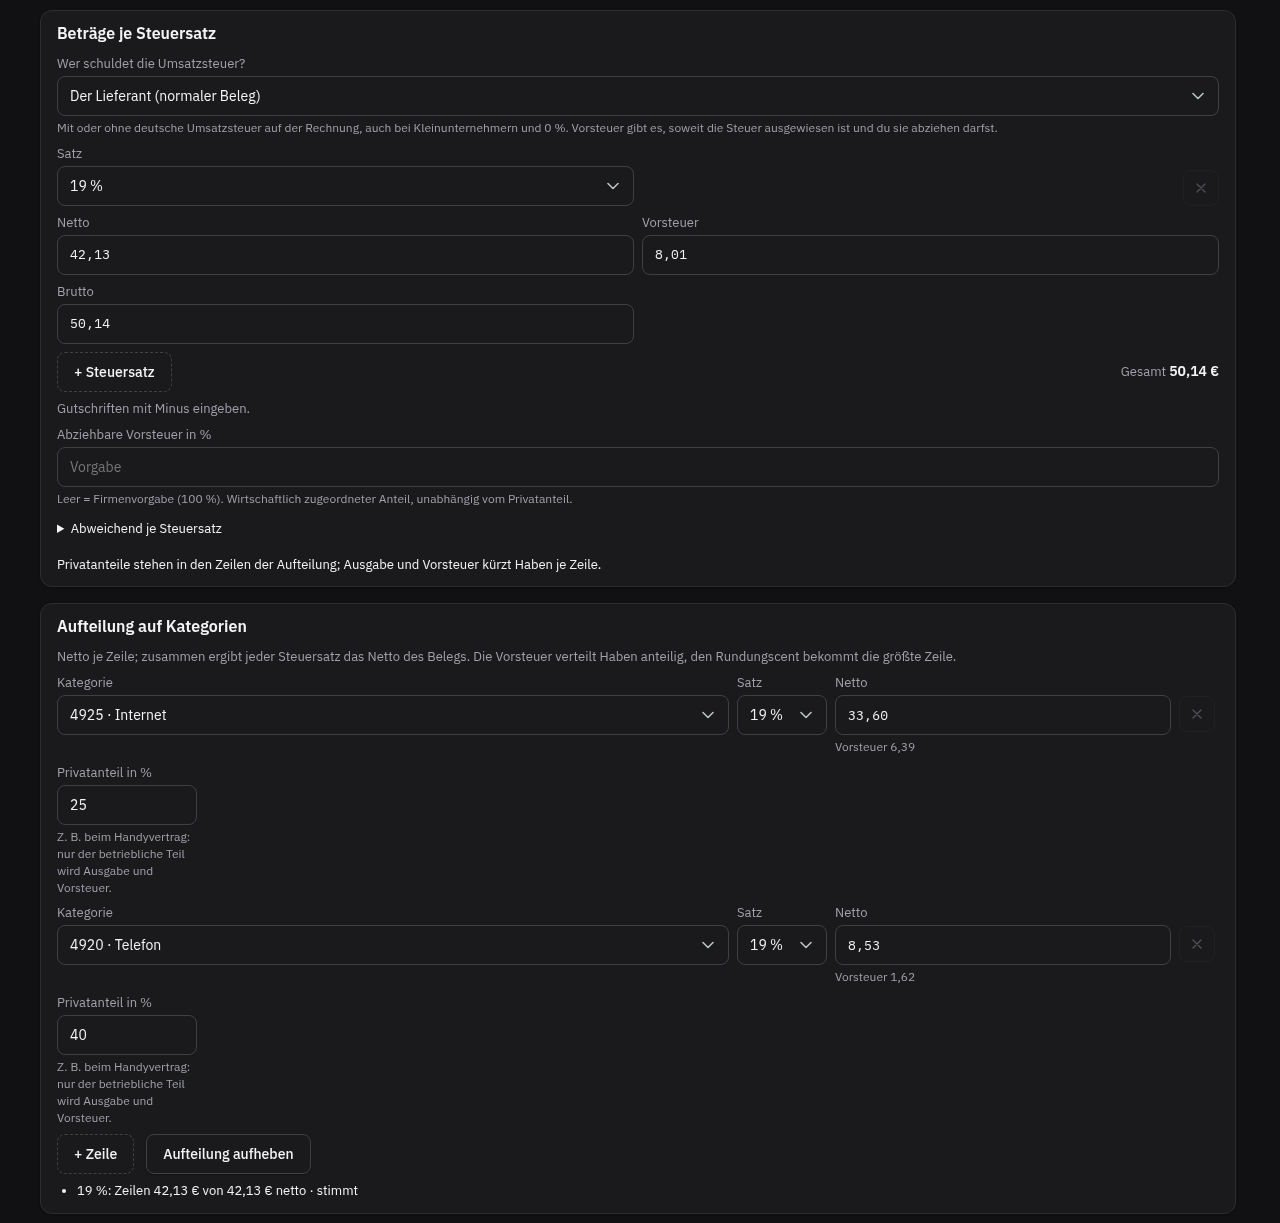 Beträge je Steuersatz
Wer schuldet die Umsatzsteuer?
Der Lieferant (normaler Beleg)
Mit oder ohne deutsche Umsatzsteuer auf der Rechnung, auch bei Kleinunternehmern und 0 %. Vorsteuer gibt es, soweit die Steuer ausgewiesen ist und du sie abziehen darfst.
Satz
19 %
Netto Vorsteuer
42,13 8,01
Brutto
50,14
+ Steuersatz Gesamt 50,14 €
Gutschriften mit Minus eingeben.
Abziehbare Vorsteuer in %
Vorgabe
Leer = Firmenvorgabe (100 %). Wirtschaftlich zugeordneter Anteil, unabhängig vom Privatanteil.
Abweichend je Steuersatz
Privatanteile stehen in den Zeilen der Aufteilung; Ausgabe und Vorsteuer kürzt Haben je Zeile.
Aufteilung auf Kategorien
Netto je Zeile; zusammen ergibt jeder Steuersatz das Netto des Belegs. Die Vorsteuer verteilt Haben anteilig, den Rundungscent bekommt die größte Zeile.
Kategorie Satz Netto
4925 · Internet 19 % 33,60
Vorsteuer 6,39
Privatanteil in %
25
Z. B. beim Handyvertrag:
nur der betriebliche Teil
wird Ausgabe und
Vorsteuer.
Kategorie Satz Netto
4920 · Telefon 19 % 8,53
Vorsteuer 1,62
Privatanteil in %
40
Z. B. beim Handyvertrag:
nur der betriebliche Teil
wird Ausgabe und
Vorsteuer.
+ Zeile Aufteilung aufheben
• 19 %: Zeilen 42,13 € von 42,13 € netto · stimmt